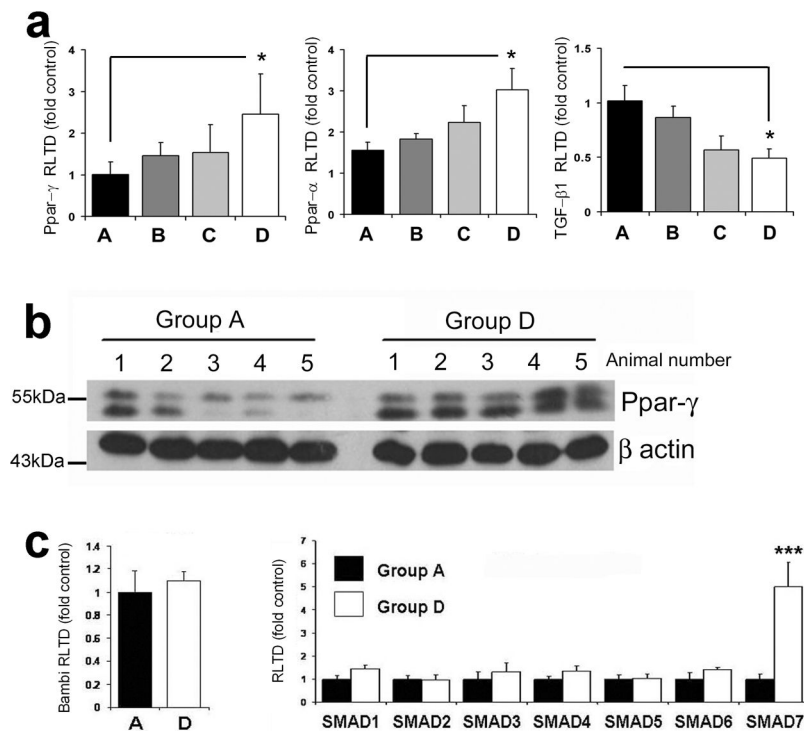 a
Ppar–γ RLTD (fold control)
4
3
2
1
0
A B C D
*
Ppar–α RLTD (fold control)
4
3
2
1
0
A B C D
*
TGF–β1 RLTD (fold control)
1.5
1
0.5
0
A B C D
*
b
Group A Group D
1 2 3 4 5 1 2 3 4 5 Animal number
55kDa Ppar-γ
43kDa β actin
c
Bambi RLTD (fold control)
1.4
1.2
1
0.8
0.6
0.4
0.2
0
A D
RLTD (fold control)
7
6
5
4
3
2
1
0
Group A
Group D
***
SMAD1 SMAD2 SMAD3 SMAD4 SMAD5 SMAD6 SMAD7